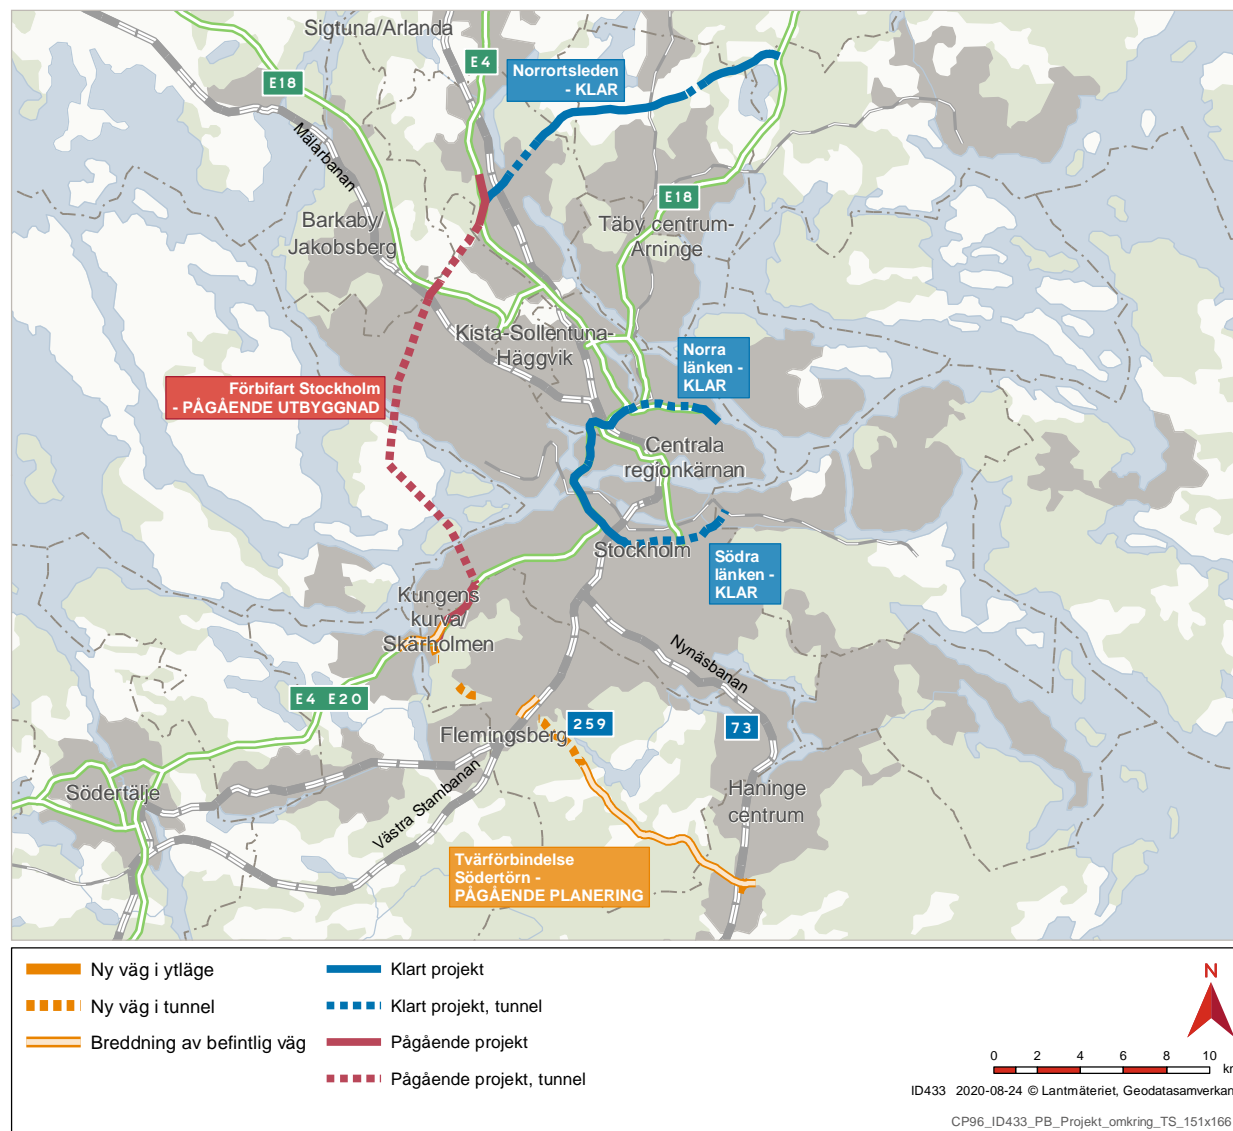 Sigtuna/Arlanda
E4
E18
Norrortsleden
- KLAR
Mälarbanan
E18
Barkaby/
Jakobsberg
Täby centrum-
Arninge
Kista-Sollentuna-
Häggvik
Norra
länken -
KLAR
Förbifart Stockholm
- PÅGÅENDE UTBYGGNAD
Centrala
regionkärnan
Stockholm
Södra
länken -
KLAR
Kungens
kurva/
Skärholmen
Nynäsbanan
E4 E20
259
73
Flemingsberg
Södertälje
Haninge
centrum
Västra Stambanan
Tvärförbindelse
Södertörn -
PÅGÅENDE PLANERING
Ny väg i ytläge
Ny väg i tunnel
Breddning av befintlig väg
Klart projekt
Klart projekt, tunnel
Pågående projekt
Pågående projekt, tunnel
N
0 2 4 6 8 10 km
ID433 2020-08-24 © Lantmäteriet, Geodatasamverkan
CP96_ID433_PB_Projekt_omkring_TS_151x166